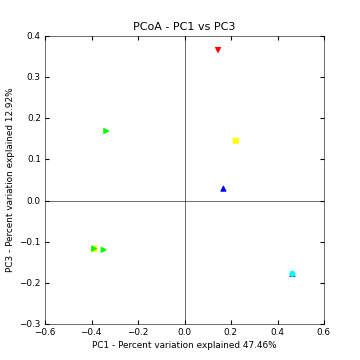 PCoA - PC1 vs PC3
0.4
0.3
0.2
0.1
0.0
−0.1
−0.2
−0.3
PC3 - Percent variation explained 12.92%
−0.6 −0.4 −0.2 0.0 0.2 0.4 0.6
PC1 - Percent variation explained 47.46%